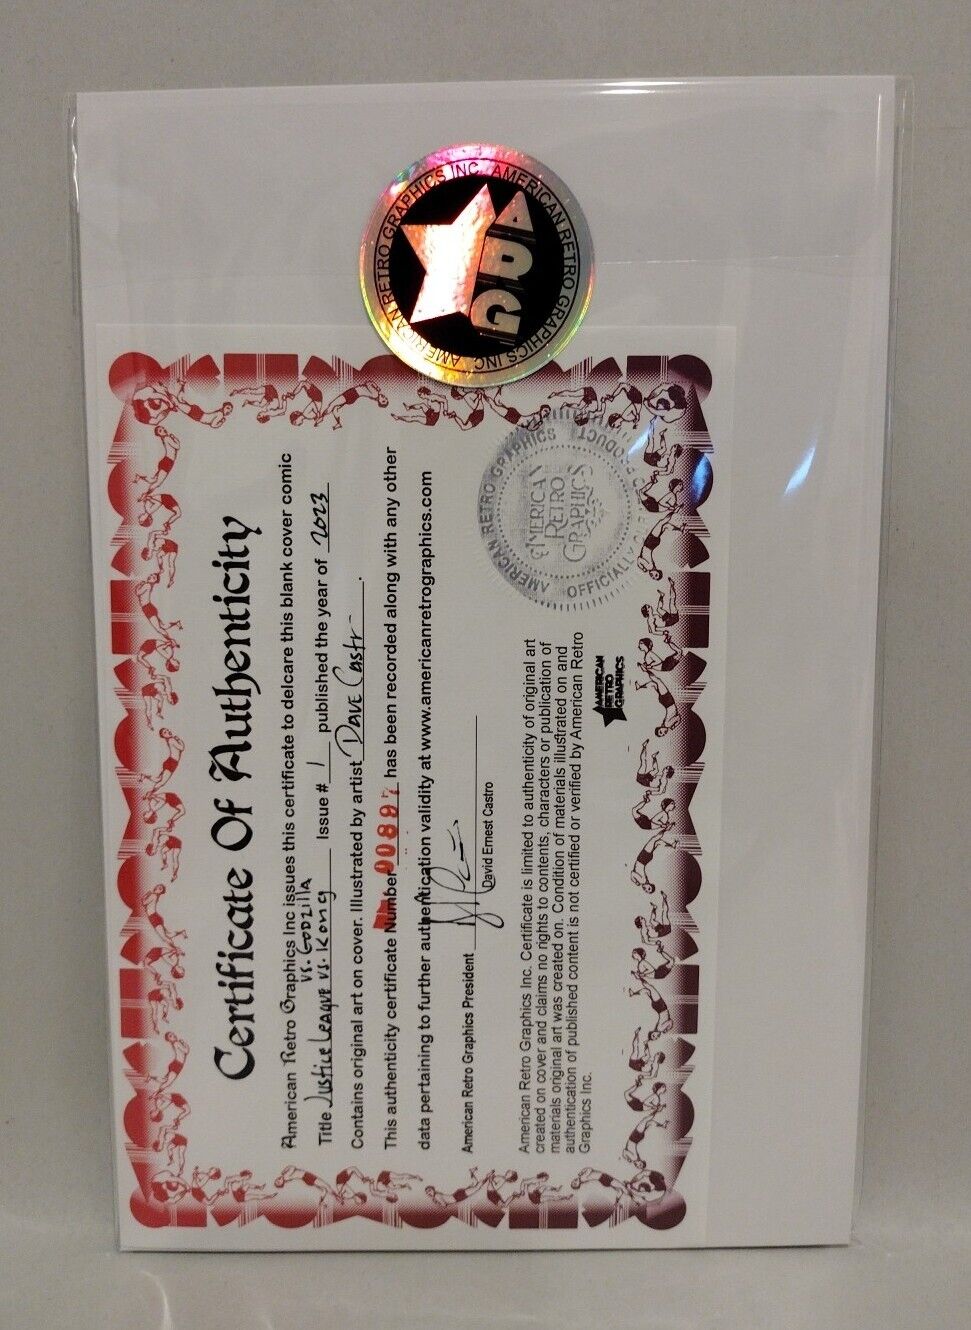 AMERICAN RETRO GRAPHICS INC. AMERICAN RETRO GRAPHICS INC.
ARG
Certificate Of Authenticity
American Retro Graphics Inc issues this certificate to delcare this blank cover comic
vs. Godzilla
Title Justice League vs. Kong Issue # 1 published the year of 2023
Contains original art on cover. Illustrated by artist Dave Castr.
This authenticity certificate Number 00897 has been recorded along with any other
data pertaining to further authentication validity at www.americanretrographics.com
American Retro Graphics President
David Ernest Castro
AMERICAN RETRO GRAPHICS
AMERICAN
RETRO
GRAPHICS
OFFICIALLY
American Retro Graphics Inc. Certificate is limited to authenticity of original art
created on cover and claims no rights to contents, characters or publication of
materials original art was created on. Condition of materials illustrated on and
authentication of published content is not certified or verified by American Retro
Graphics Inc.
AMERICAN
RETRO
GRAPHICS